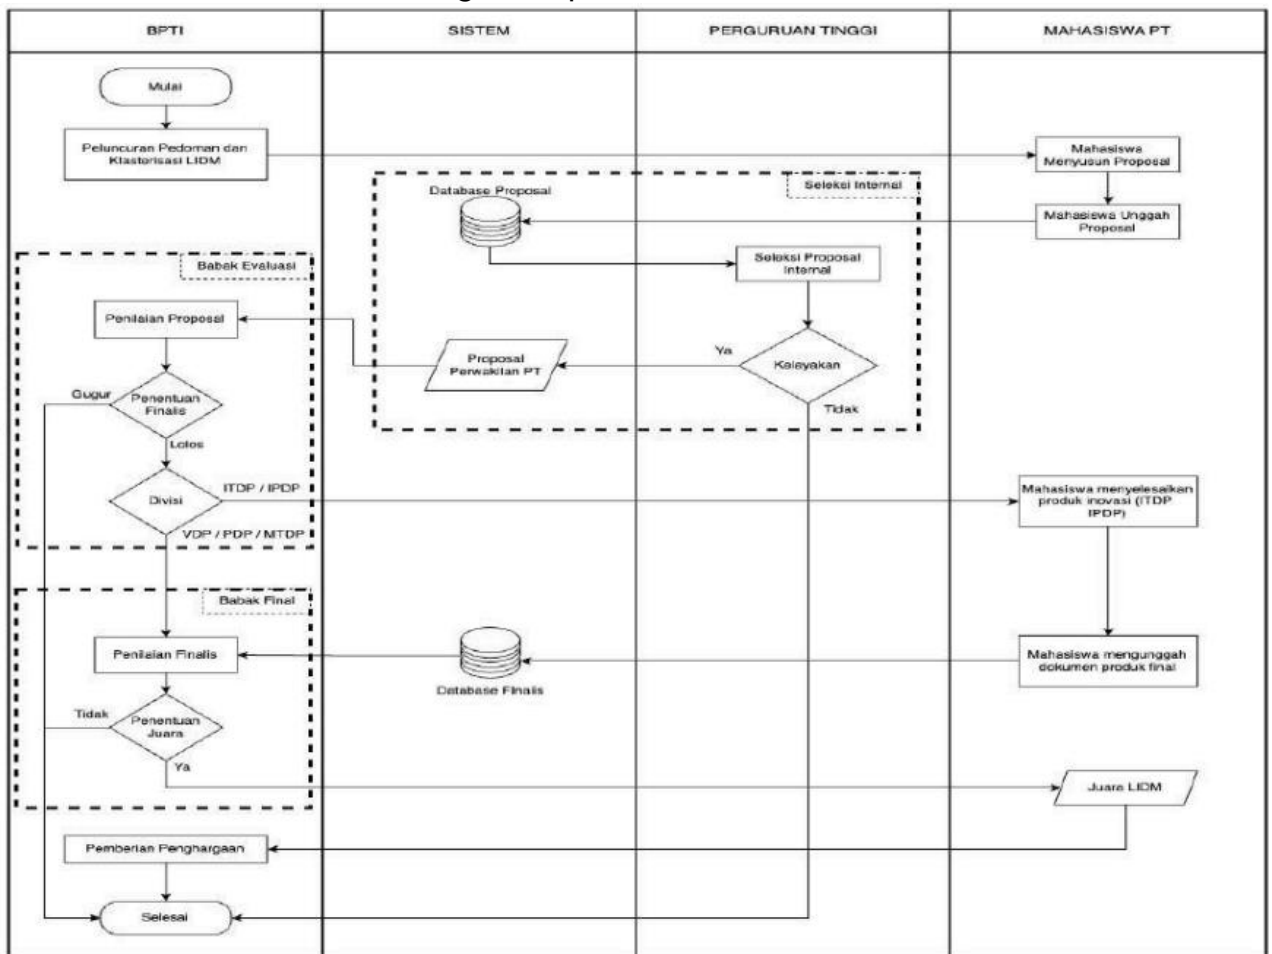 BPTI
SISTEM
PERGURUAN TINGGI
MAHASISWA PT
Mulai
Peluncuran Pedoman dan
Klasterisasi LIDM
Mahasiswa
Menyusun Proposal
Seleksi Internal
Database Proposal
Mahasiswa Unggah
Proposal
Seleksi Proposal
Internal
Babak Evaluasi
Penilaian Proposal
Proposal
Perwakilan PT
Ya
Kelayakan
Tidak
Gugur
Penentuan
Finalis
Lolos
Divisi
ITDP / IPDP
VDP / PDP / MTDP
Mahasiswa menyelesaikan
produk inovasi (ITDP
IPDP)
Babak Final
Penilaian Finalis
Database Finalis
Mahasiswa mengunggah
dokumen produk final
Tidak
Penentuan
Juara
Ya
Juara LIDM
Pemberian Penghargaan
Selesai